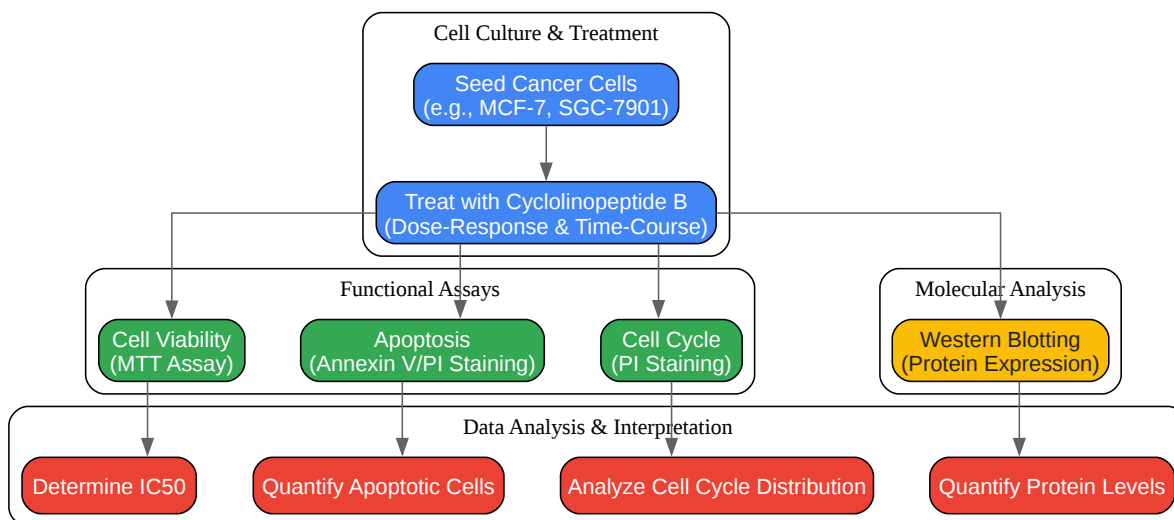 Cell Culture & Treatment
Seed Cancer Cells
(e.g., MCF-7, SGC-7901)
Treat with Cyclolinopeptide B
(Dose-Response & Time-Course)
Functional Assays
Molecular Analysis
Cell Viability
(MTT Assay)
Apoptosis
(Annexin V/PI Staining)
Cell Cycle
(PI Staining)
Western Blotting
(Protein Expression)
Data Analysis & Interpretation
Determine IC50
Quantify Apoptotic Cells
Analyze Cell Cycle Distribution
Quantify Protein Levels